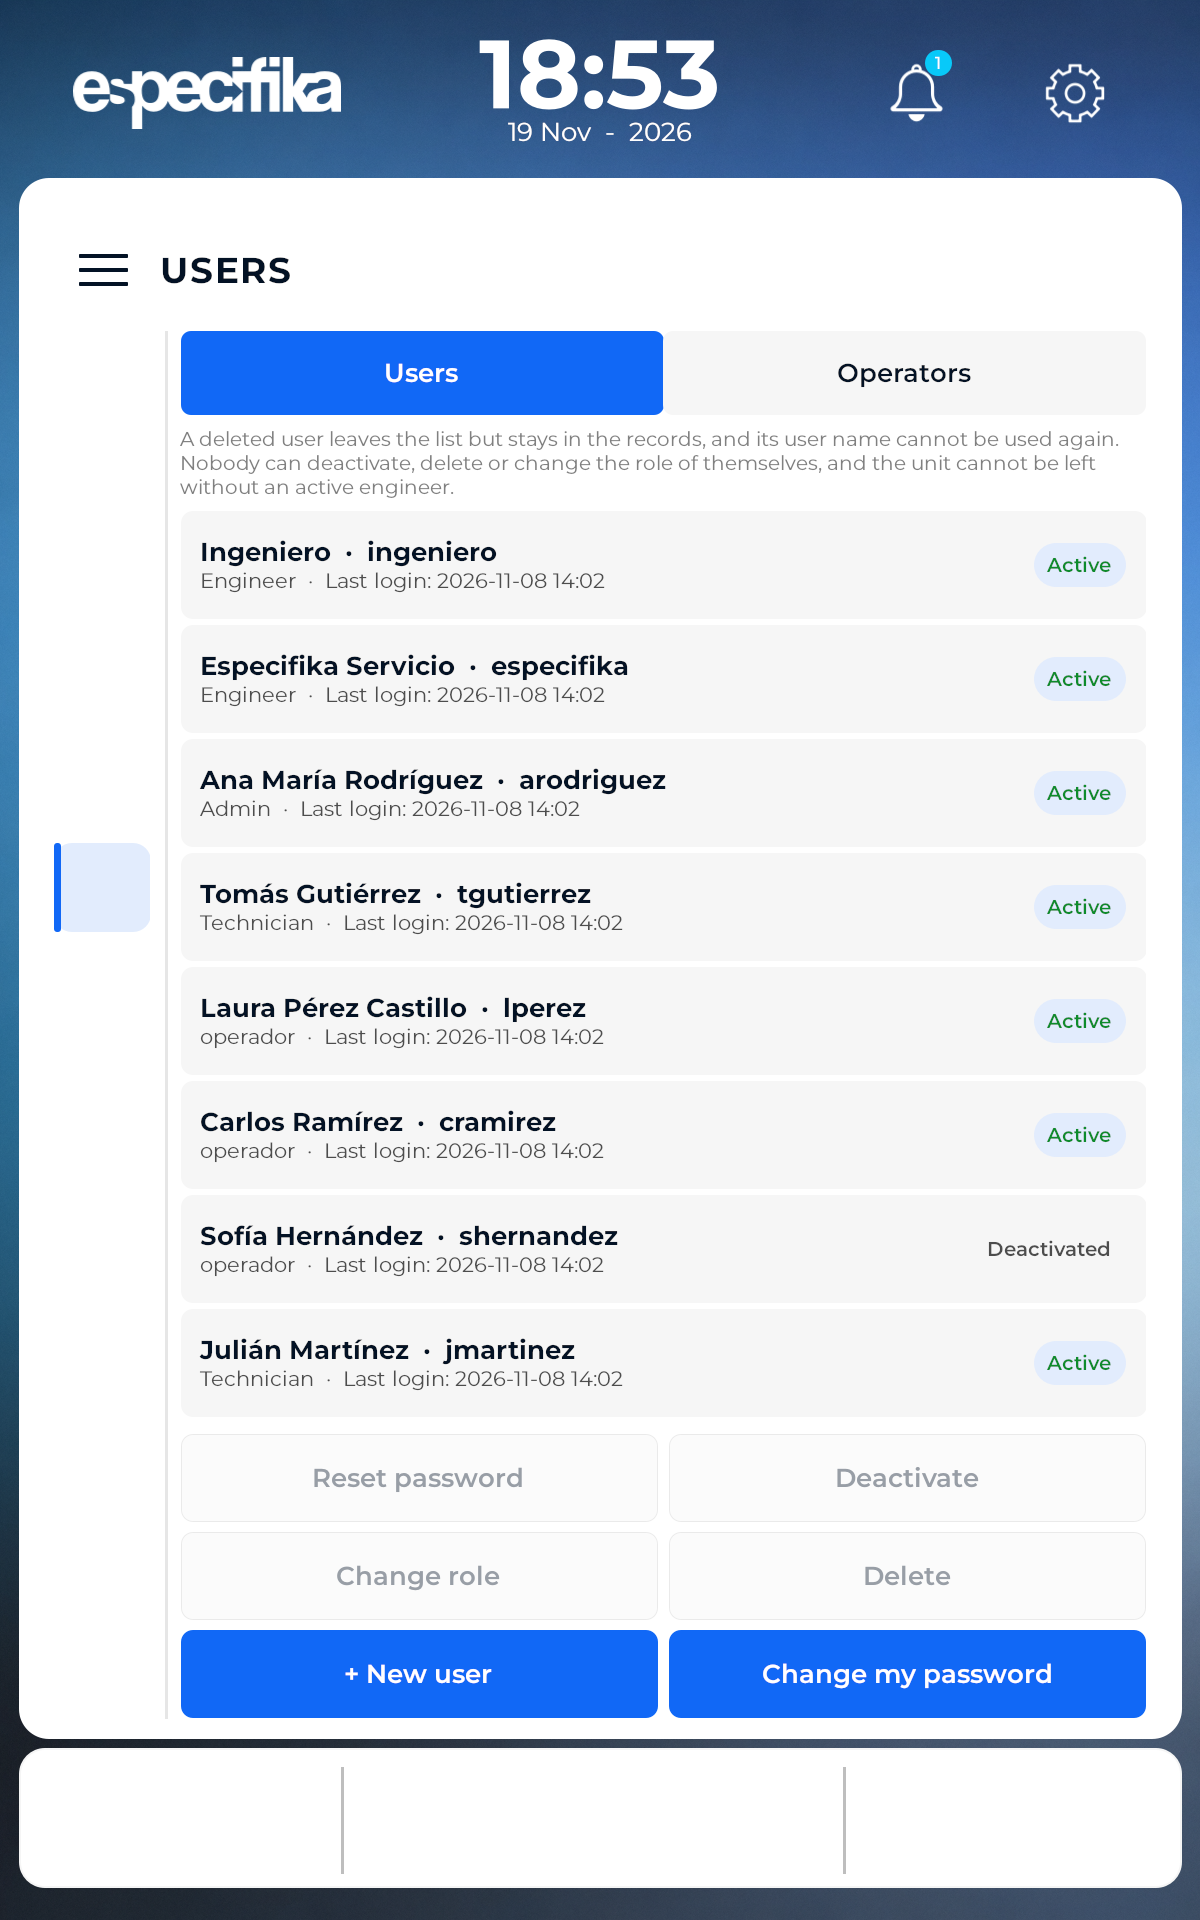 especifika
18:53
19 Nov - 2026
1
USERS
Users
Operators
A deleted user leaves the list but stays in the records, and its user name cannot be used again.
Nobody can deactivate, delete or change the role of themselves, and the unit cannot be left
without an active engineer.
Ingeniero · ingeniero
Engineer · Last login: 2026-11-08 14:02
Active
Especifika Servicio · especifika
Engineer · Last login: 2026-11-08 14:02
Active
Ana María Rodríguez · arodriguez
Admin · Last login: 2026-11-08 14:02
Active
Tomás Gutiérrez · tgutierrez
Technician · Last login: 2026-11-08 14:02
Active
Laura Pérez Castillo · lperez
operador · Last login: 2026-11-08 14:02
Active
Carlos Ramírez · cramirez
operador · Last login: 2026-11-08 14:02
Active
Sofía Hernández · shernandez
operador · Last login: 2026-11-08 14:02
Deactivated
Julián Martínez · jmartinez
Technician · Last login: 2026-11-08 14:02
Active
Reset password
Deactivate
Change role
Delete
+ New user
Change my password